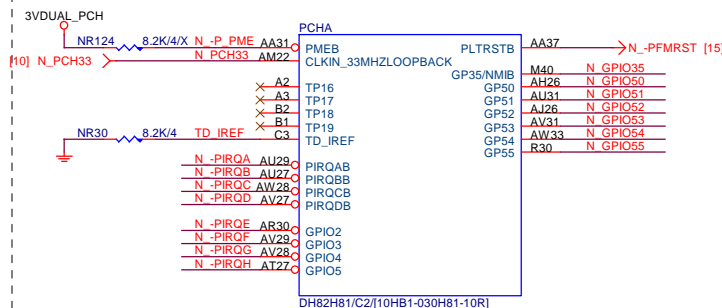 3VDUAL_PCH
PCHA
NR124 8.2K/4/X N_-P_PME AA31 PMEB PLTRSTB AA37 N_-PFMRST [15]
[10] N_PCH33 N_PCH33 AM22 CLKIN_33MHZLOOPBACK
GP35/NMIB M40 N_GPIO35
A2 TP16 GP50 AH26 N_GPIO50
A3 TP17 GP51 AU31 N_GPIO51
B2 TP18 GP52 AJ26 N_GPIO52
B1 TP19 GP53 AV31 N_GPIO53
NR30 8.2K/4 TD_IREF C3 TD_IREF GP54 AW33 N_GPIO54
GP55 R30 N_GPIO55
N_-PIRQA AU29 PIRQAB
N_-PIRQB AU27 PIRQBB
N_-PIRQC AW28 PIRQCB
N_-PIRQD AV27 PIRQDB
N_-PIRQE AR30 GPIO2
N_-PIRQF AV29 GPIO3
N_-PIRQG AV28 GPIO4
N_-PIRQH AT27 GPIO5
DH82H81/C2/[10HB1-030H81-10R]